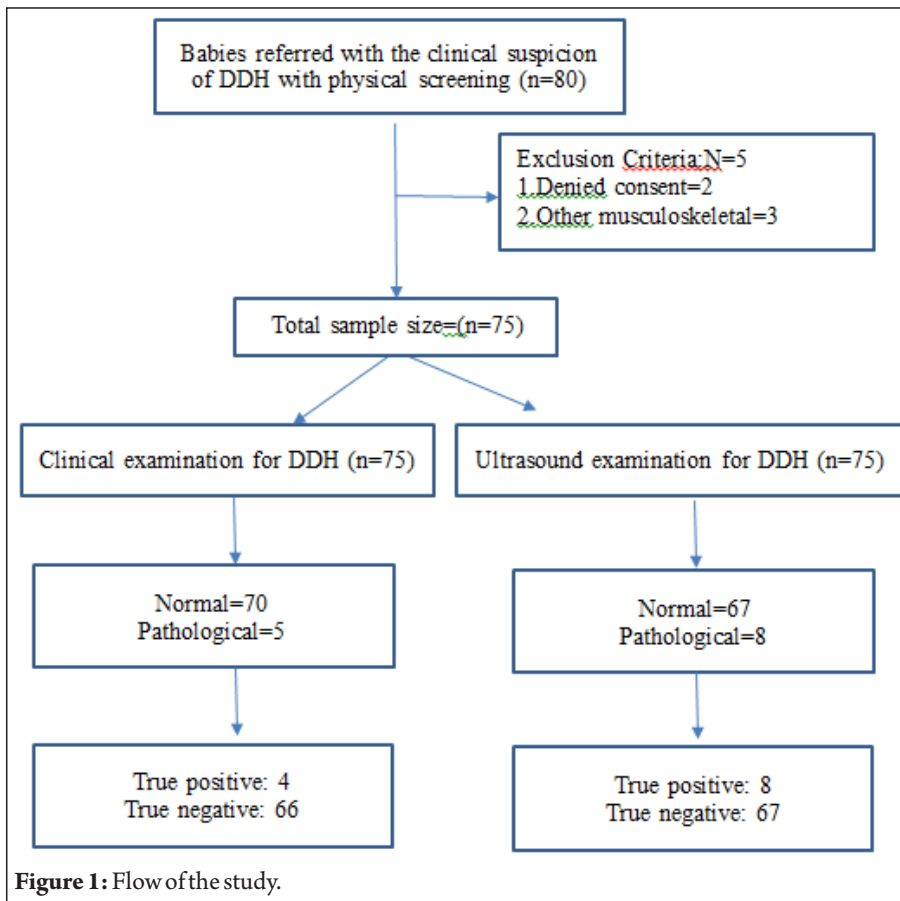 Babies referred with the clinical suspicion
of DDH with physical screening (n=80)
Exclusion Criteria:N=5
1.Denied consent=2
2.Other musculoskeletal=3
Total sample size=(n=75)
Clinical examination for DDH (n=75)
Ultrasound examination for DDH (n=75)
Normal=70
Pathological=5
Normal=67
Pathological=8
True positive: 4
True negative: 66
True positive: 8
True negative: 67
Figure 1: Flow of the study.